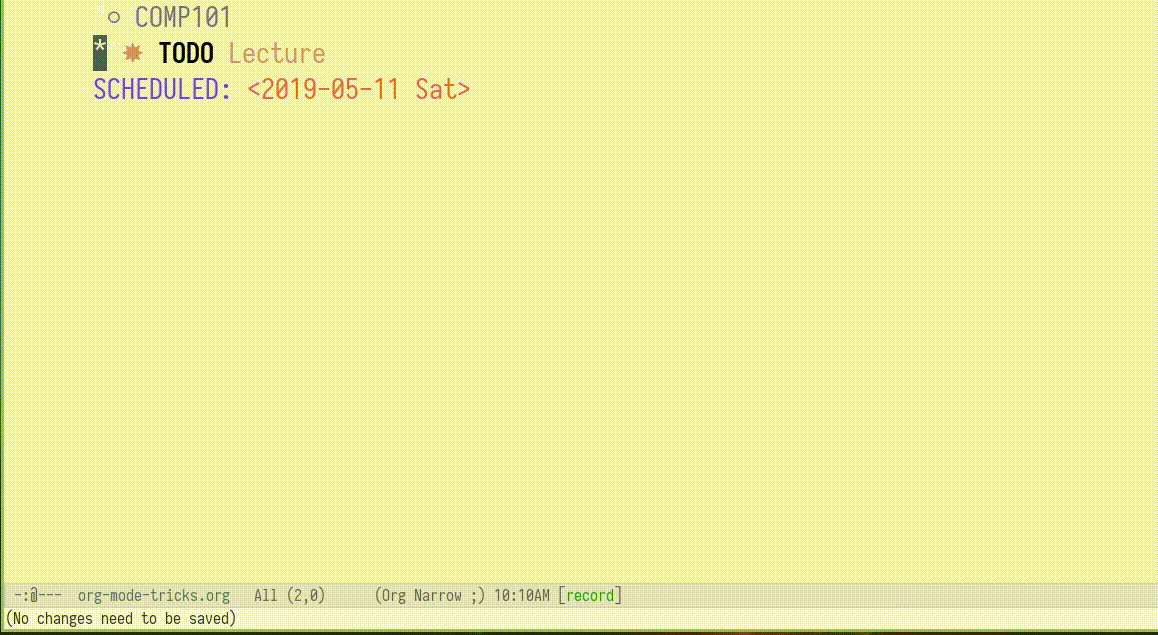 ○ COMP101
* ✸ TODO Lecture
SCHEDULED: <2019-05-11 Sat>
-:@--- org-mode-tricks.org All (2,0) (Org Narrow ;) 10:10AM [record]
(No changes need to be saved)